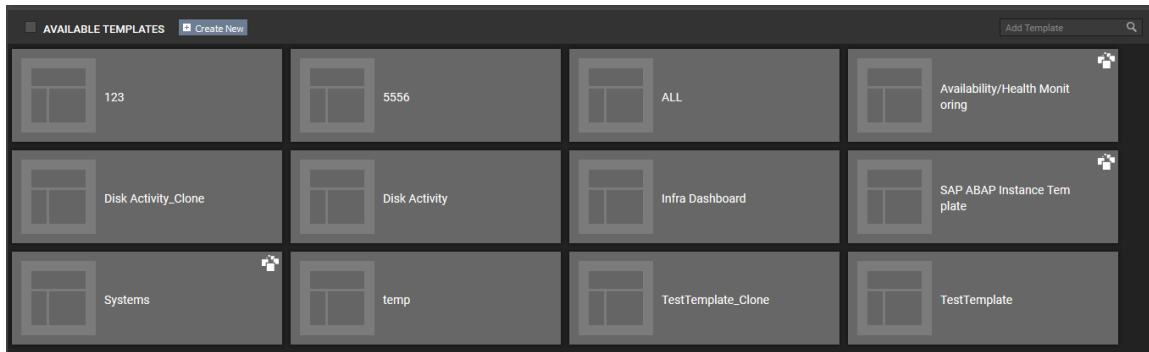 AVAILABLE TEMPLATES Create New Add Template
123 5556 ALL Availability/Health Monit
oring
Disk Activity_Clone Disk Activity Infra Dashboard SAP ABAP Instance Tem
plate
Systems temp TestTemplate_Clone TestTemplate